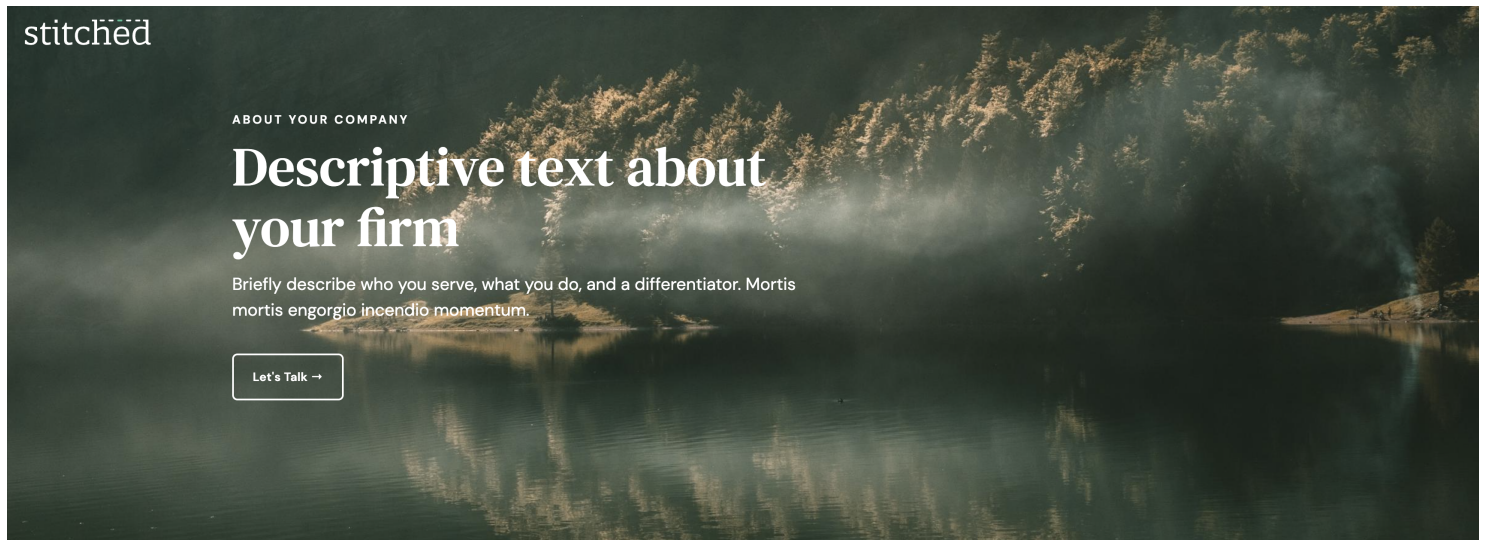 stitched
ABOUT YOUR COMPANY
Descriptive text about
your firm
Briefly describe who you serve, what you do, and a differentiator. Mortis
mortis engorgio incendio momentum.
Let's Talk →